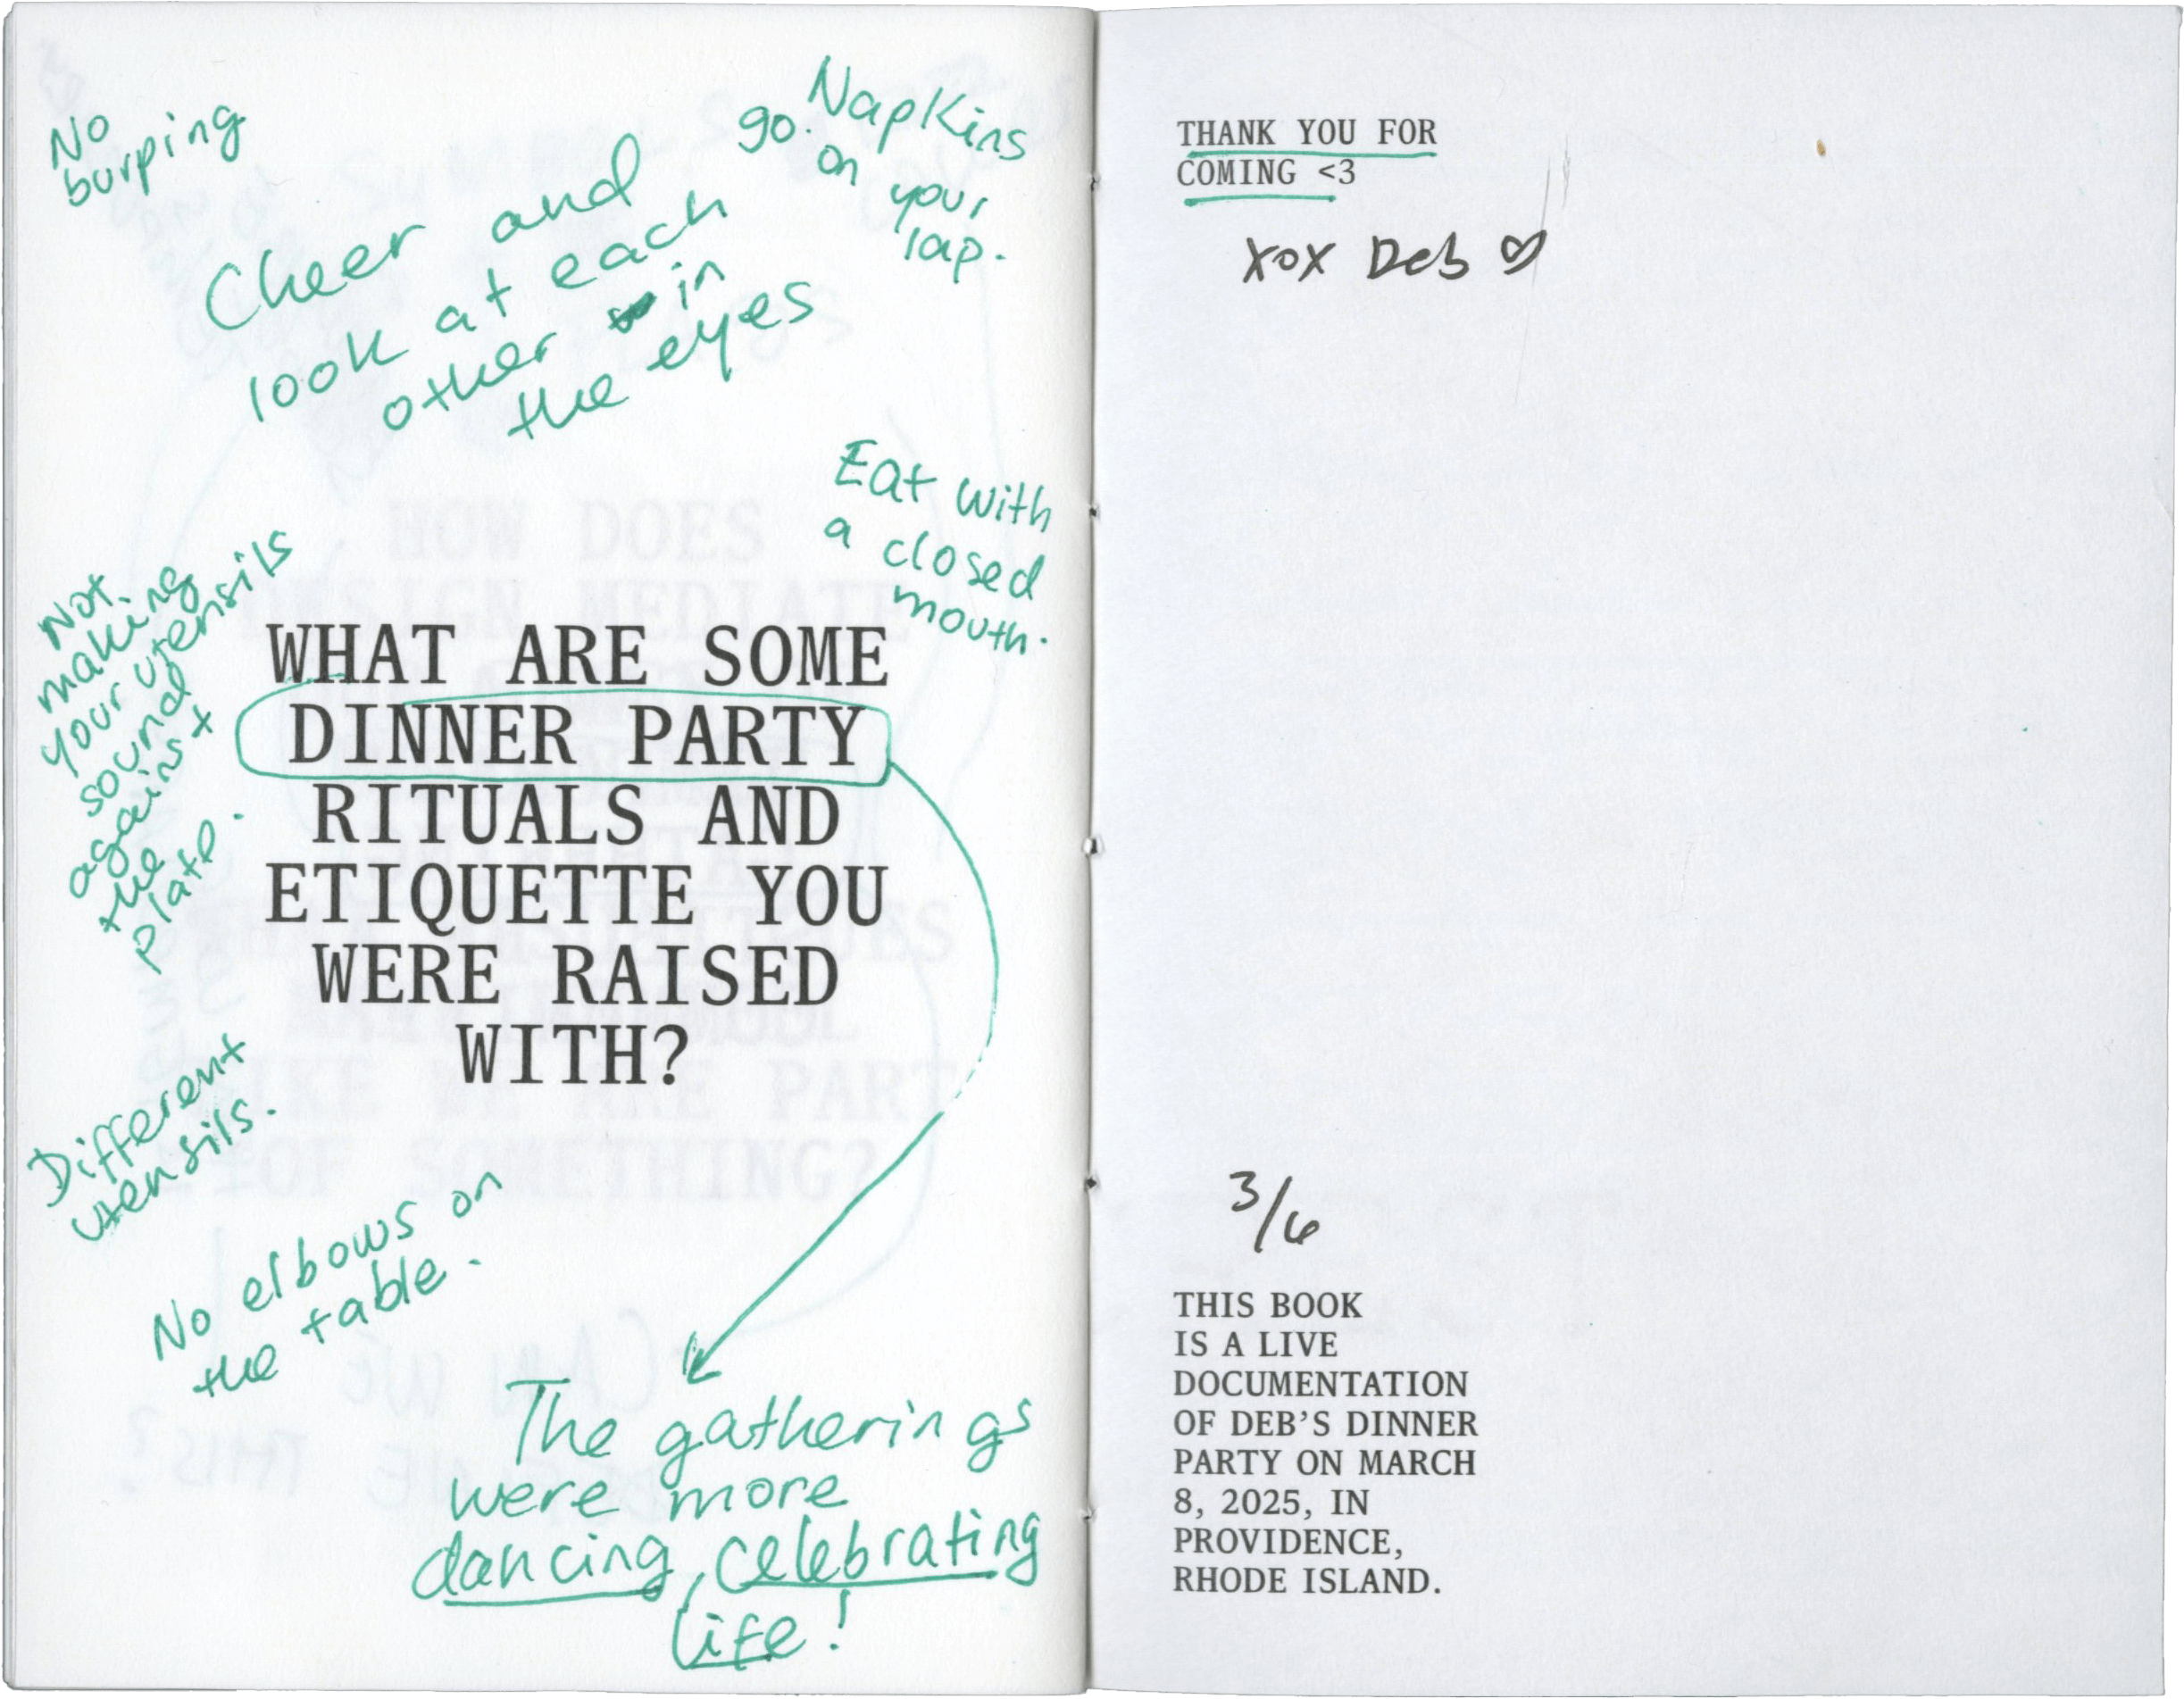 No
burping
Cheer and
look at each
other in
the eyes
go. Napkins
on
your
lap.
Eat with
a closed
mouth.
Not
making
your utensils
sound
against
the
plate.
WHAT ARE SOME
DINNER PARTY
RITUALS AND
ETIQUETTE YOU
WERE RAISED
WITH?
Different
utensils.
No elbows on
the table.
The gatherings
were more
dancing, celebrating
life!
THANK YOU FOR
COMING <3
xox Deb ♡
3/6
THIS BOOK
IS A LIVE
DOCUMENTATION
OF DEB'S DINNER
PARTY ON MARCH
8, 2025, IN
PROVIDENCE,
RHODE ISLAND.